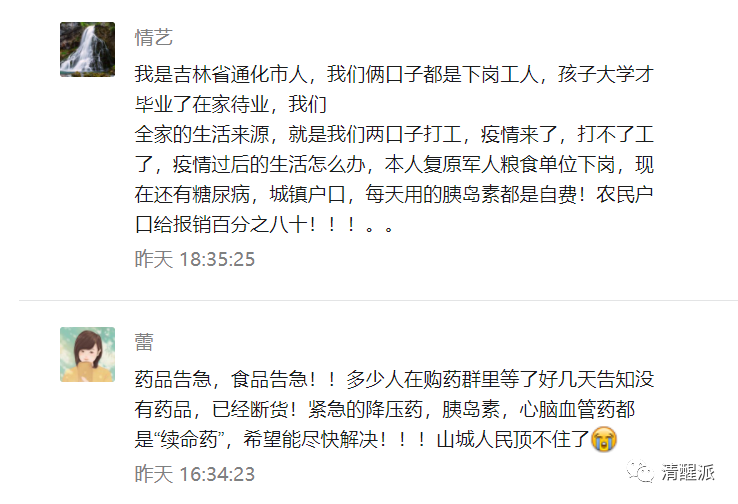 情艺
我是吉林省通化市人，我们俩口子都是下岗工人，孩子大学才
毕业了在家待业，我们
全家的生活来源，就是我们两口子打工，疫情来了，打不了工
了，疫情过后的生活怎么办，本人复原军人粮食单位下岗，现
在还有糖尿病，城镇户口，每天用的胰岛素都是自费！农民户
口给报销百分之八十！！！。。
昨天 18:35:25
蕾
药品告急，食品告急！！多少人在购药群里等了好几天告知没
有药品，已经断货！紧急的降压药，胰岛素，心脑血管药都
是“续命药”，希望能尽快解决！！！山城人民顶不住了😭
昨天 16:34:23
清醒派